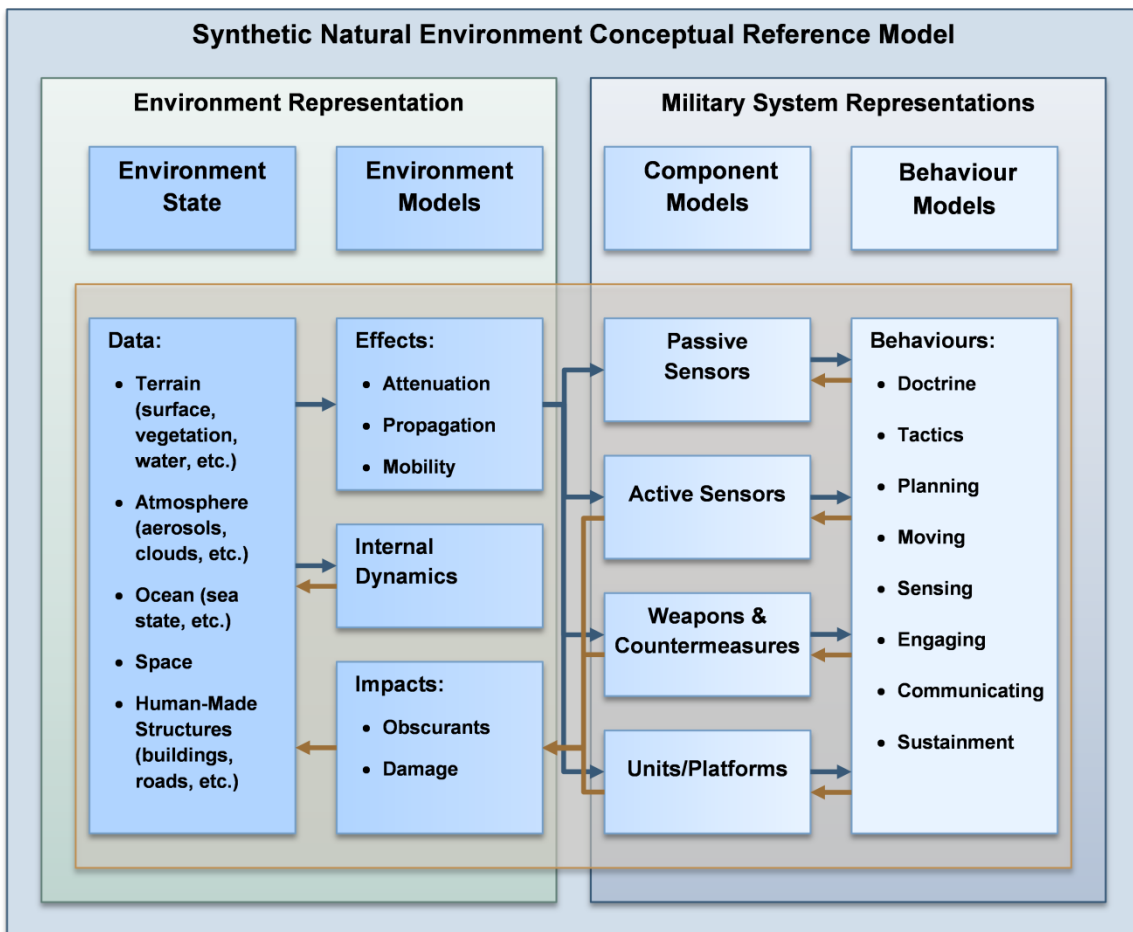 Synthetic Natural Environment Conceptual Reference Model
Environment Representation
Military System Representations
Environment
State
Environment
Models
Component
Models
Behaviour
Models
Data:
• Terrain
(surface,
vegetation,
water, etc.)
• Atmosphere
(aerosols,
clouds, etc.)
• Ocean (sea
state, etc.)
• Space
• Human-Made
Structures
(buildings,
roads, etc.)
Effects:
• Attenuation
• Propagation
• Mobility
Internal
Dynamics
Impacts:
• Obscurants
• Damage
Passive
Sensors
Active Sensors
Weapons &
Countermeasures
Units/Platforms
Behaviours:
• Doctrine
• Tactics
• Planning
• Moving
• Sensing
• Engaging
• Communicating
• Sustainment